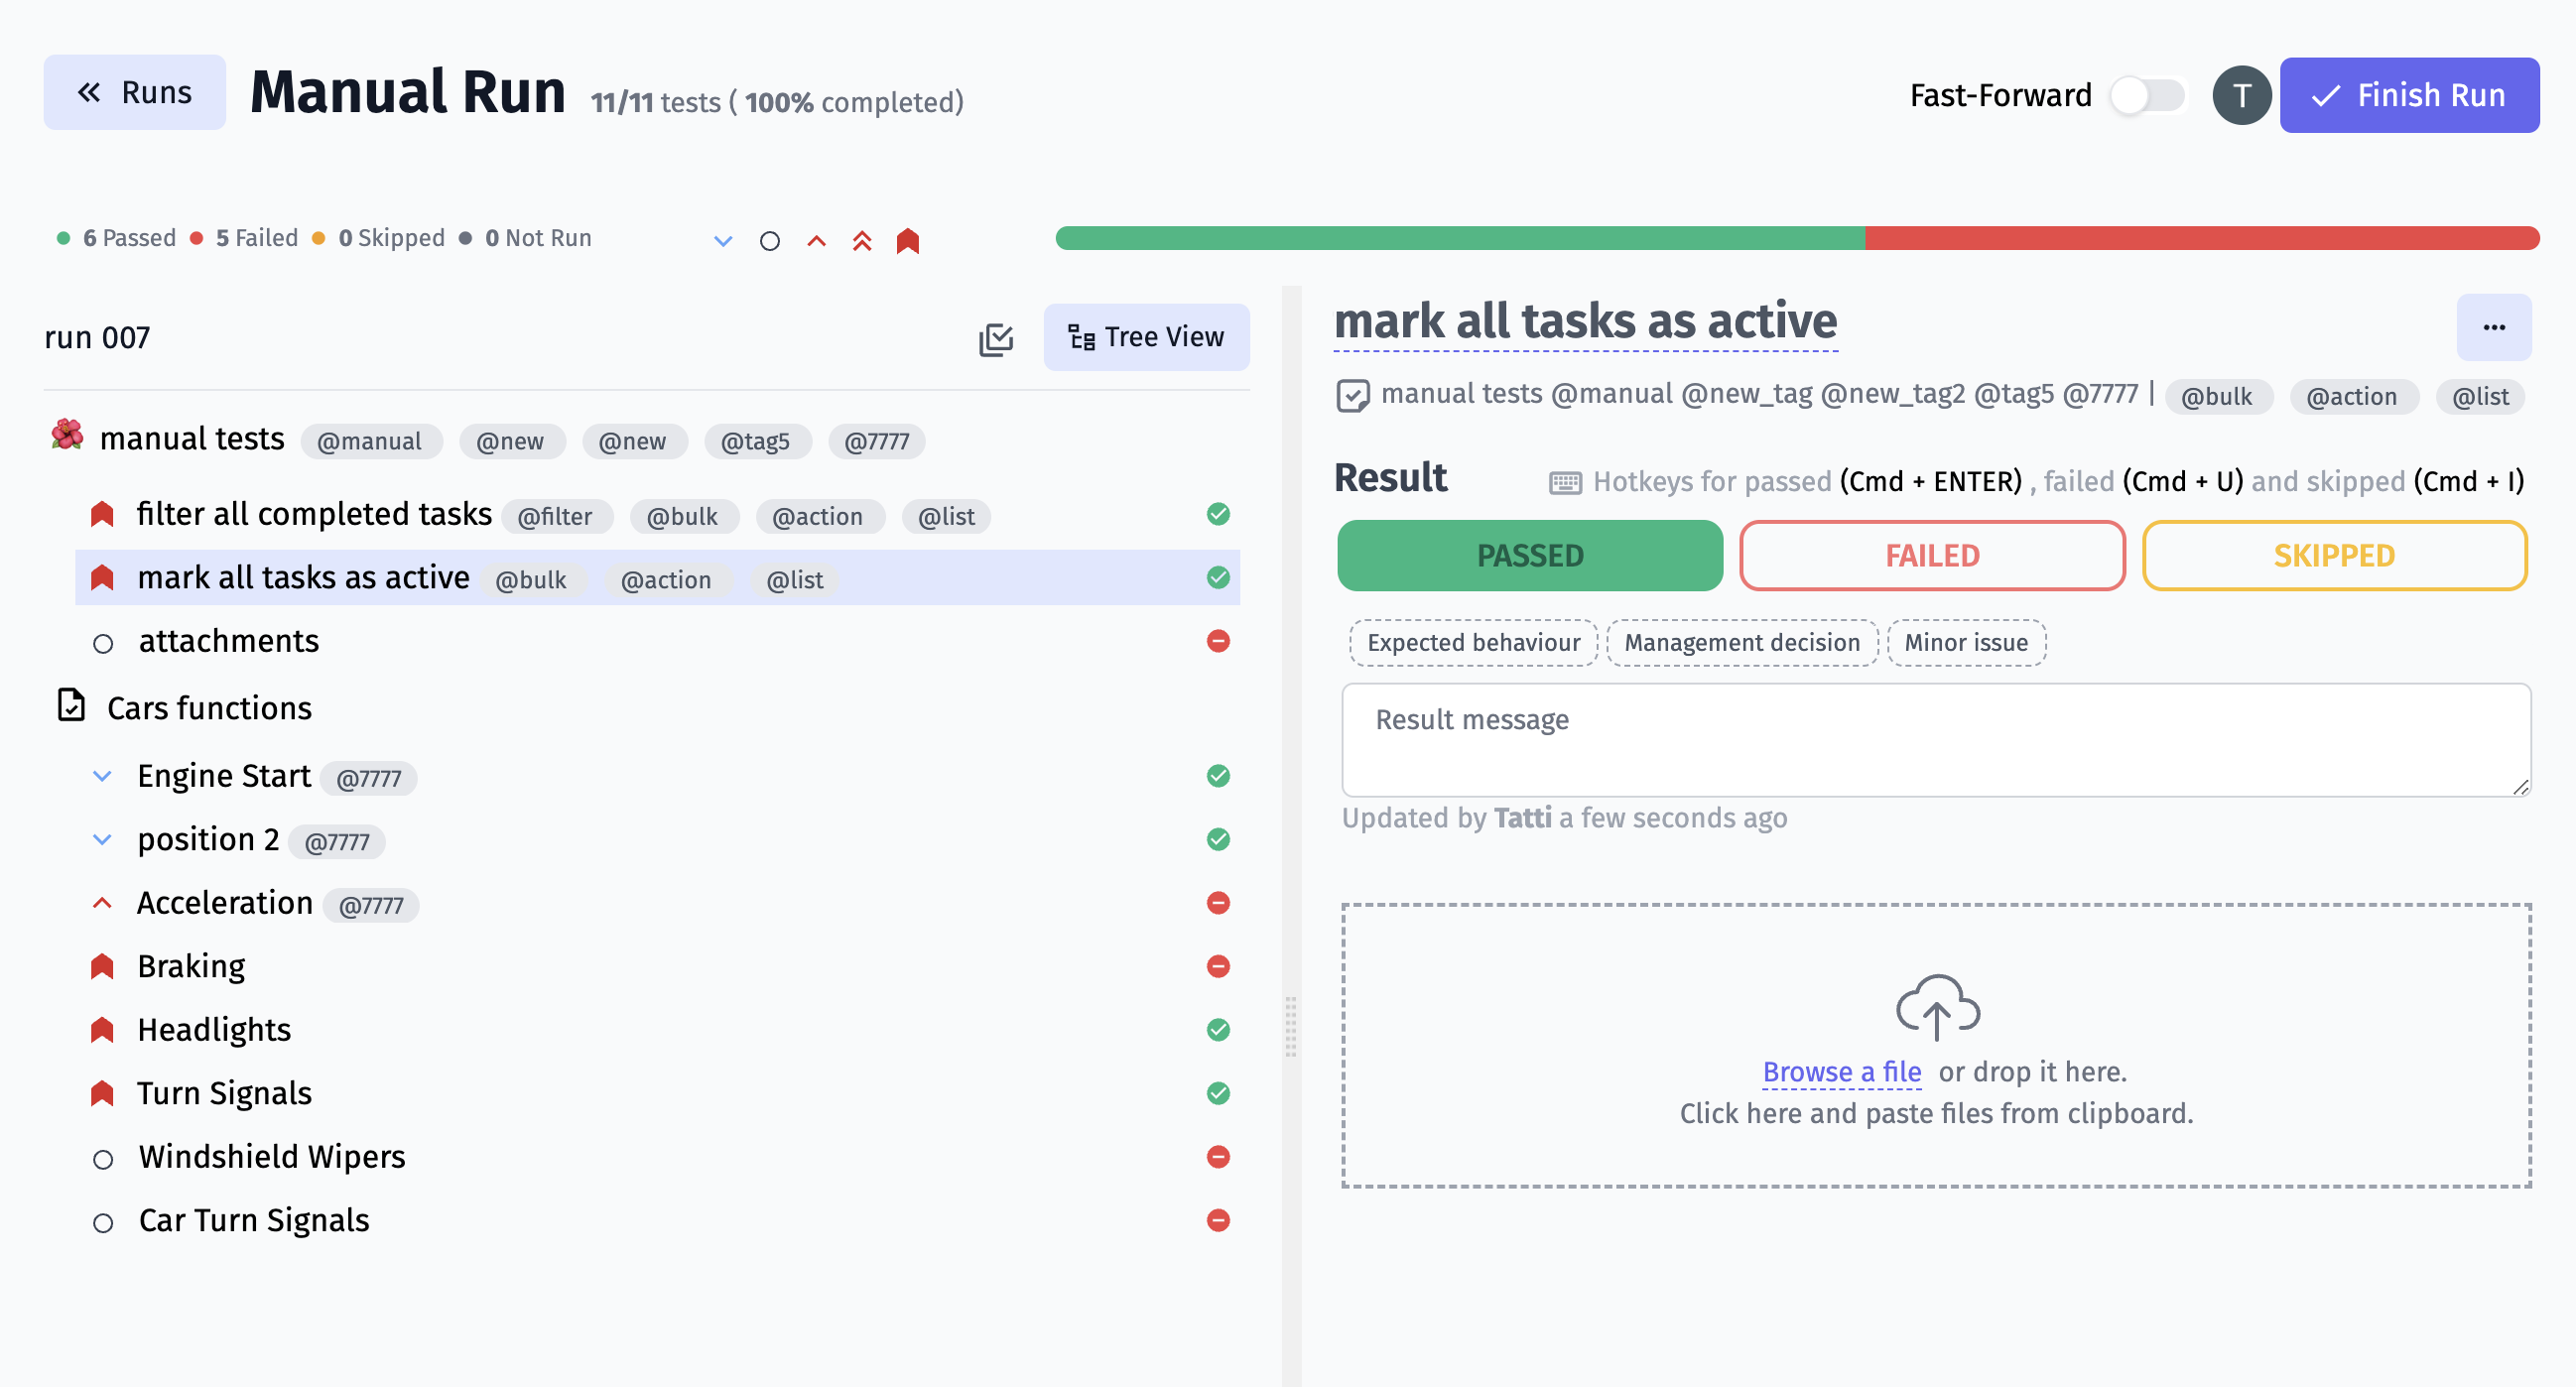 Runs
Manual Run 11/11 tests ( 100% completed)
Fast-Forward
T
Finish Run
6 Passed 5 Failed 0 Skipped 0 Not Run
run 007
Tree View
manual tests @manual @new @new @tag5 @7777
filter all completed tasks @filter @bulk @action @list
mark all tasks as active @bulk @action @list
attachments
Cars functions
Engine Start @7777
position 2 @7777
Acceleration @7777
Braking
Headlights
Turn Signals
Windshield Wipers
Car Turn Signals
mark all tasks as active
...
manual tests @manual @new_tag @new_tag2 @tag5 @7777 | @bulk @action @list
Result
Hotkeys for passed (Cmd + ENTER) , failed (Cmd + U) and skipped (Cmd + I)
PASSED FAILED SKIPPED
Expected behaviour Management decision Minor issue
Result message
Updated by Tatti a few seconds ago
Browse a file or drop it here.
Click here and paste files from clipboard.